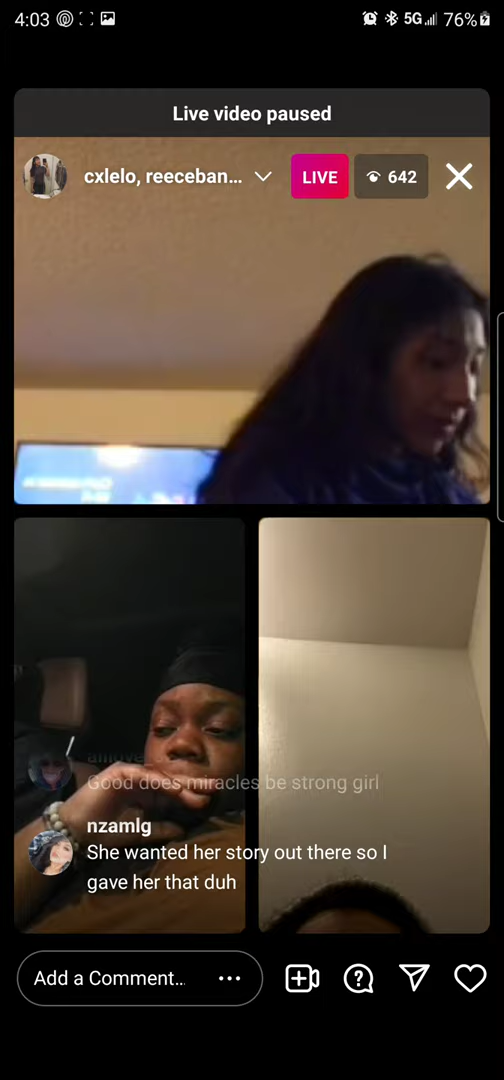 4:03 5G 76%
Live video paused
cxlelo, reeceban... LIVE 642
Good does miracles be strong girl
nzamlg
She wanted her story out there so I
gave her that duh
Add a Comment...